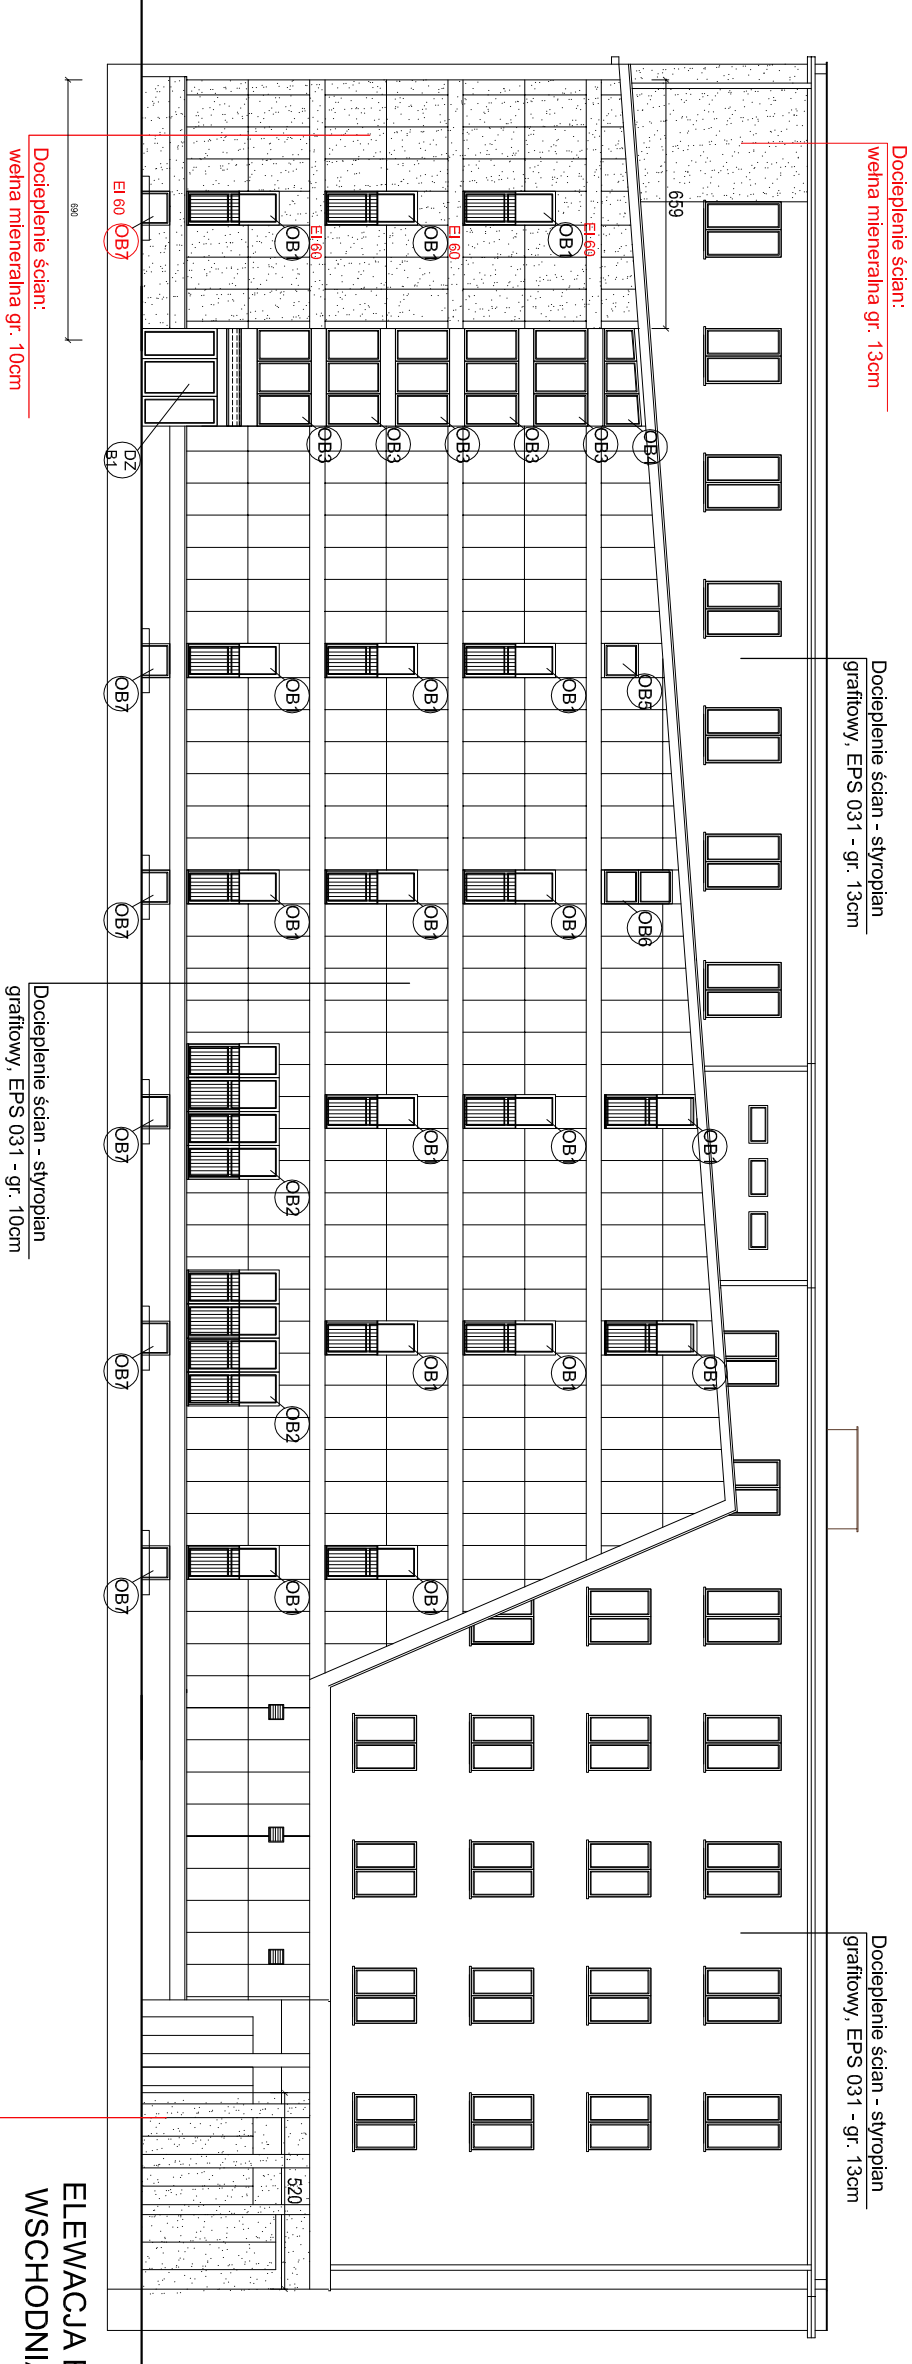 Docieplenie ścian:
wełna mieneralna gr. 13cm
Docieplenie ścian - styropian
grafitowy, EPS 031 - gr. 13cm
Docieplenie ścian - styropian
grafitowy, EPS 031 - gr. 13cm
OB1
OB1
659
OB4
OB5
OB6
OB3
EI 60
OB1
OB3
OB1
OB1
OB1
OB1
EI 60
OB3
OB1
OB1
OB1
OB1
OB1
OB1
OB3
EI 60
OB3
OB1
OB1
OB1
OB2
OB2
OB1
520
EI 60
OB7
DZ
B1
OB7
OB7
OB7
OB7
OB7
690
Docieplenie ścian:
wełna mieneralna gr. 10cm
Docieplenie ścian - styropian
grafitowy, EPS 031 - gr. 10cm
ELEWACJA
WSCHODNIA